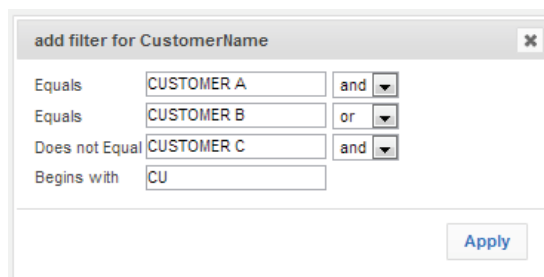 add filter for CustomerName
Equals CUSTOMER A and
Equals CUSTOMER B or
Does not Equal CUSTOMER C and
Begins with CU
Apply